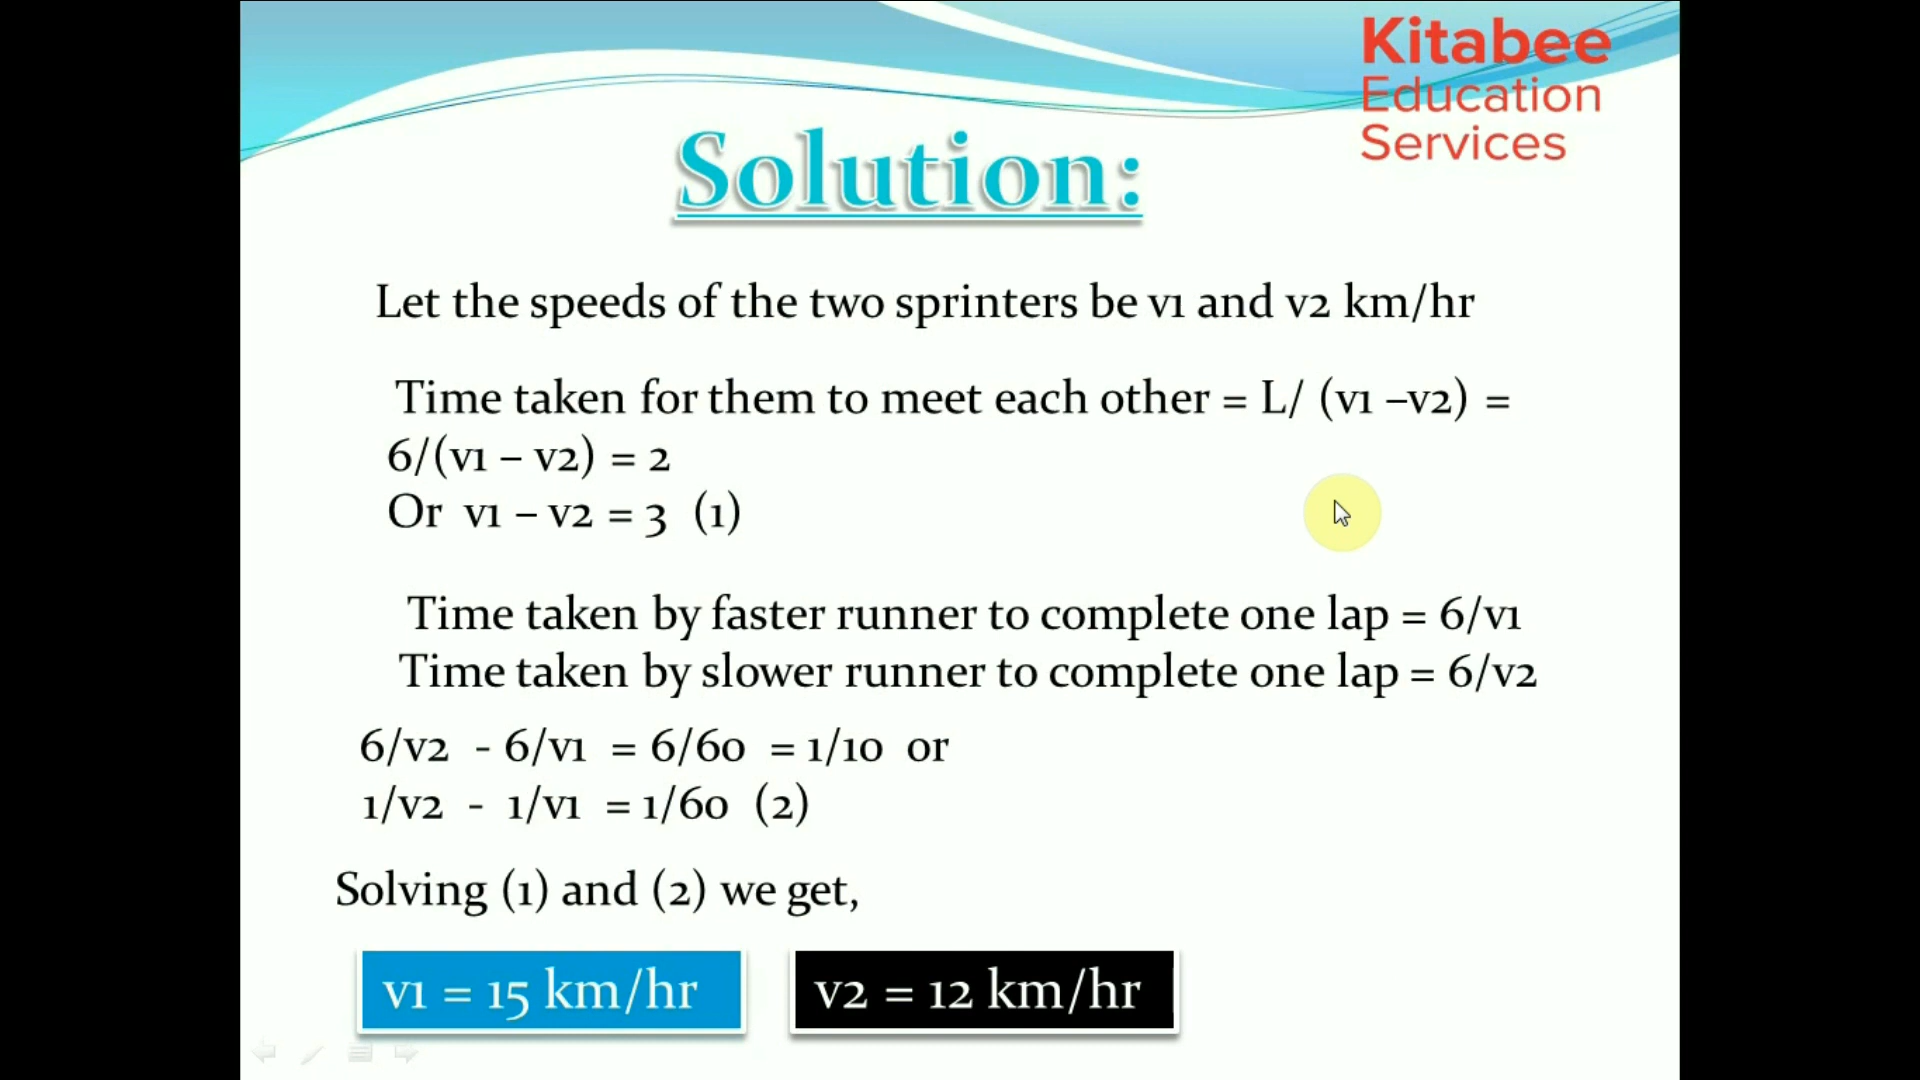 Kitabee
Education
Services
Solution:
Let the speeds of the two sprinters be v1 and v2 km/hr
Time taken for them to meet each other = L/ (v1 –v2) =
6/(v1 – v2) = 2
Or v1 – v2 = 3 (1)
Time taken by faster runner to complete one lap = 6/v1
Time taken by slower runner to complete one lap = 6/v2
6/v2 - 6/v1 = 6/60 = 1/10 or
1/v2 - 1/v1 = 1/60 (2)
Solving (1) and (2) we get,
v1 = 15 km/hr
v2 = 12 km/hr